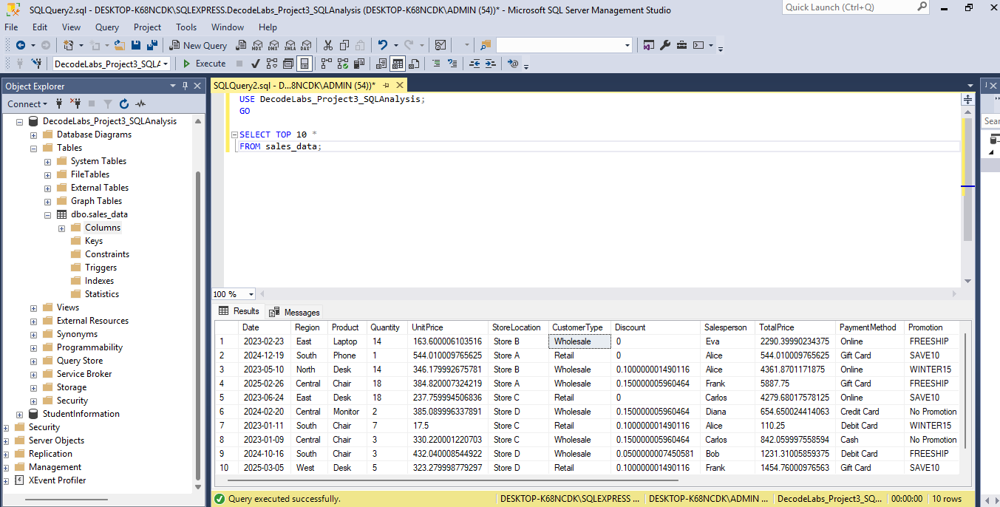 SQLQuery2.sql - DESKTOP-K68NCDK\SQLEXPRESS.DecodeLabs_Project3_SQLAnalysis (DESKTOP-K68NCDK\ADMIN (54))* - Microsoft SQL Server Management Studio
Quick Launch (Ctrl+Q)
File Edit View Query Project Tools Window Help
New Query MDX DMX XMLA DAX
DecodeLabs_Project3_SQLA Execute
Object Explorer
Connect
DecodeLabs_Project3_SQLAnalysis
Database Diagrams
Tables
System Tables
FileTables
External Tables
Graph Tables
dbo.sales_data
Columns
Keys
Constraints
Triggers
Indexes
Statistics
Views
External Resources
Synonyms
Programmability
Query Store
Service Broker
Storage
Security
StudentInformation
Security
Server Objects
Replication
Management
XEvent Profiler
SQLQuery2.sql - D...8NCDK\ADMIN (54))*
USE DecodeLabs_Project3_SQLAnalysis;
GO
SELECT TOP 10 *
FROM sales_data;
Sear
100 %
Results Messages
Date Region Product Quantity UnitPrice StoreLocation CustomerType Discount Salesperson TotalPrice PaymentMethod Promotion
1 2023-02-23 East Laptop 14 163.600006103516 Store B Wholesale 0 Eva 2290.39990234375 Online FREESHIP
2 2024-12-19 South Phone 1 544.010009765625 Store A Retail 0 Alice 544.010009765625 Gift Card SAVE10
3 2023-05-10 North Desk 14 346.179992675781 Store B Wholesale 0.100000001490116 Alice 4361.8701171875 Online WINTER15
4 2025-02-26 Central Chair 18 384.820007324219 Store A Wholesale 0.150000005960464 Frank 5887.75 Gift Card FREESHIP
5 2023-06-24 East Desk 18 237.759994506836 Store C Retail 0 Carlos 4279.68017578125 Online SAVE10
6 2024-02-20 Central Monitor 2 385.089996337891 Store D Wholesale 0.150000005960464 Diana 654.650024414063 Credit Card No Promotion
7 2023-01-11 South Chair 7 17.5 Store C Retail 0.100000001490116 Alice 110.25 Debit Card WINTER15
8 2023-01-09 Central Chair 3 330.220001220703 Store C Wholesale 0.150000005960464 Carlos 842.059997558594 Cash No Promotion
9 2024-10-16 South Chair 3 432.040008544922 Store D Wholesale 0.0500000007450581 Bob 1231.31005859375 Debit Card FREESHIP
10 2025-03-05 West Desk 5 323.279998779297 Store D Retail 0.100000001490116 Frank 1454.76000976563 Gift Card SAVE10
Query executed successfully. DESKTOP-K68NCDK\SQLEXPRESS ... DESKTOP-K68NCDK\ADMIN ... DecodeLabs_Project3_SQ... 00:00:00 10 rows